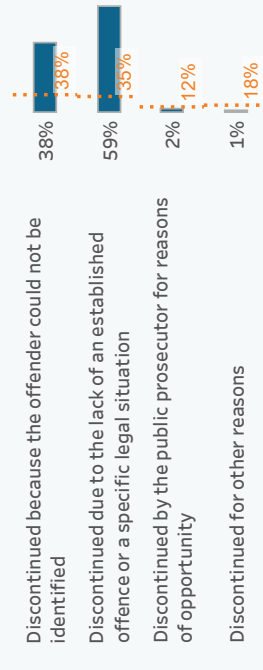 Discontinued because the offender could not be
identified
38%
38%
Discontinued due to the lack of an established
offence or a specific legal situation
59%
35%
Discontinued by the public prosecutor for reasons
of opportunity
2%
12%
Discontinued for other reasons
1%
18%